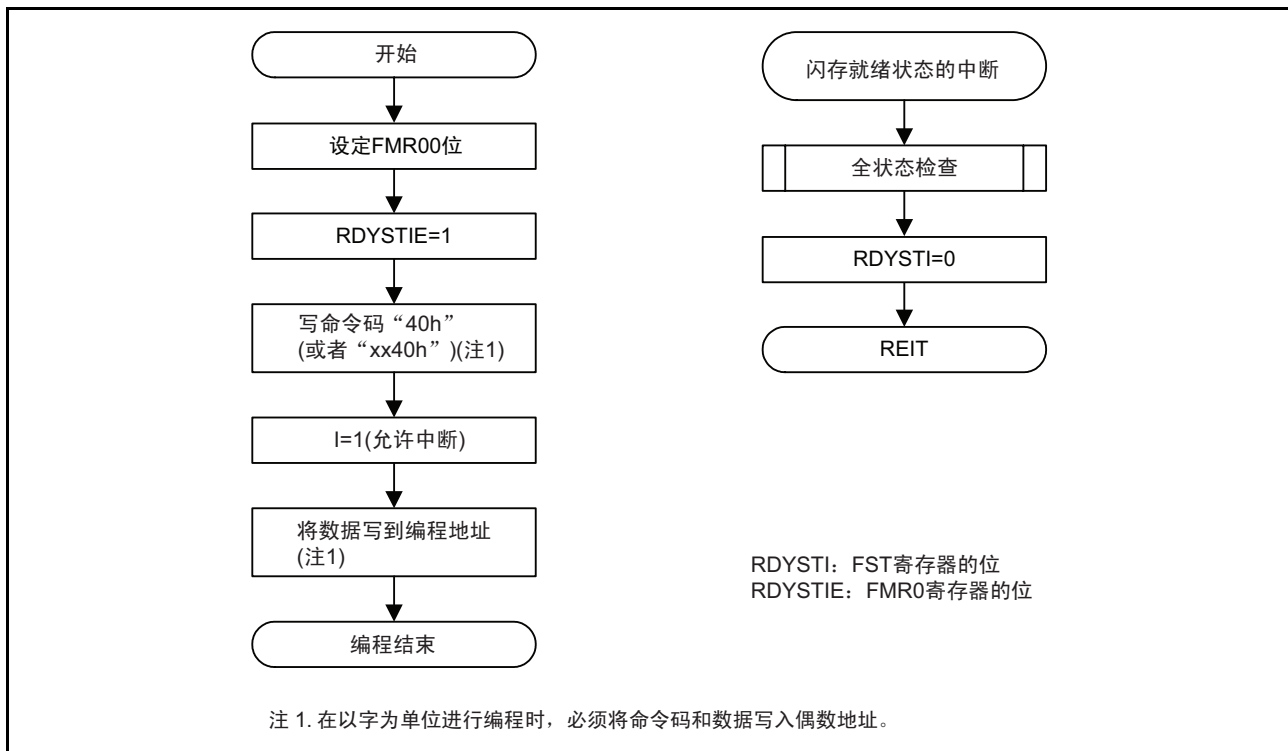 开始
设定FMR00位
RDYSTIE=1
写命令码“40h”
(或者“xx40h”)(注1)
I=1(允许中断)
将数据写到编程地址
(注1)
编程结束
闪存就绪状态的中断
全状态检查
RDYSTI=0
REIT
RDYSTI：FST寄存器的位
RDYSTIE：FMR0寄存器的位
注 1. 在以字为单位进行编程时，必须将命令码和数据写入偶数地址。